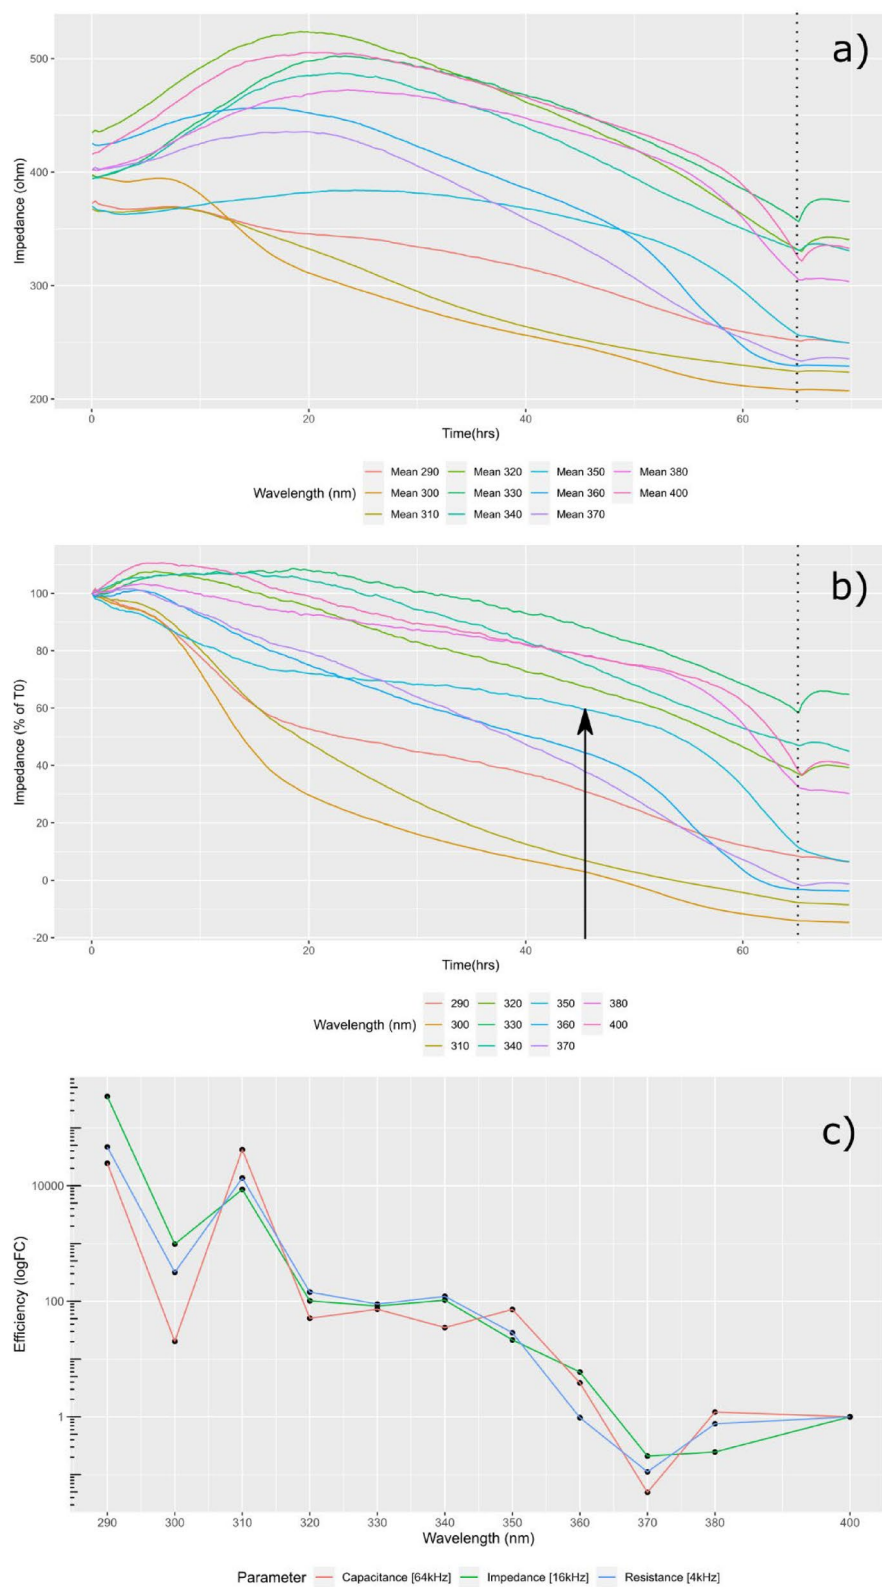 a)
500
400
300
200
Impedance (ohm)
0 20 40 60
Time(hrs)
Wavelength (nm)
Mean 290 Mean 320 Mean 350 Mean 380
Mean 300 Mean 330 Mean 360 Mean 400
Mean 310 Mean 340 Mean 370
b)
100
80
60
40
20
0
-20
Impedance (% of T0)
0 20 40 60
Time(hrs)
Wavelength (nm)
290 320 350 380
300 330 360 400
310 340 370
c)
10000
100
1
Efficiency (logFC)
290 300 310 320 330 340 350 360 370 380 400
Wavelength (nm)
Parameter Capacitance [64kHz] Impedance [16kHz] Resistance [4kHz]